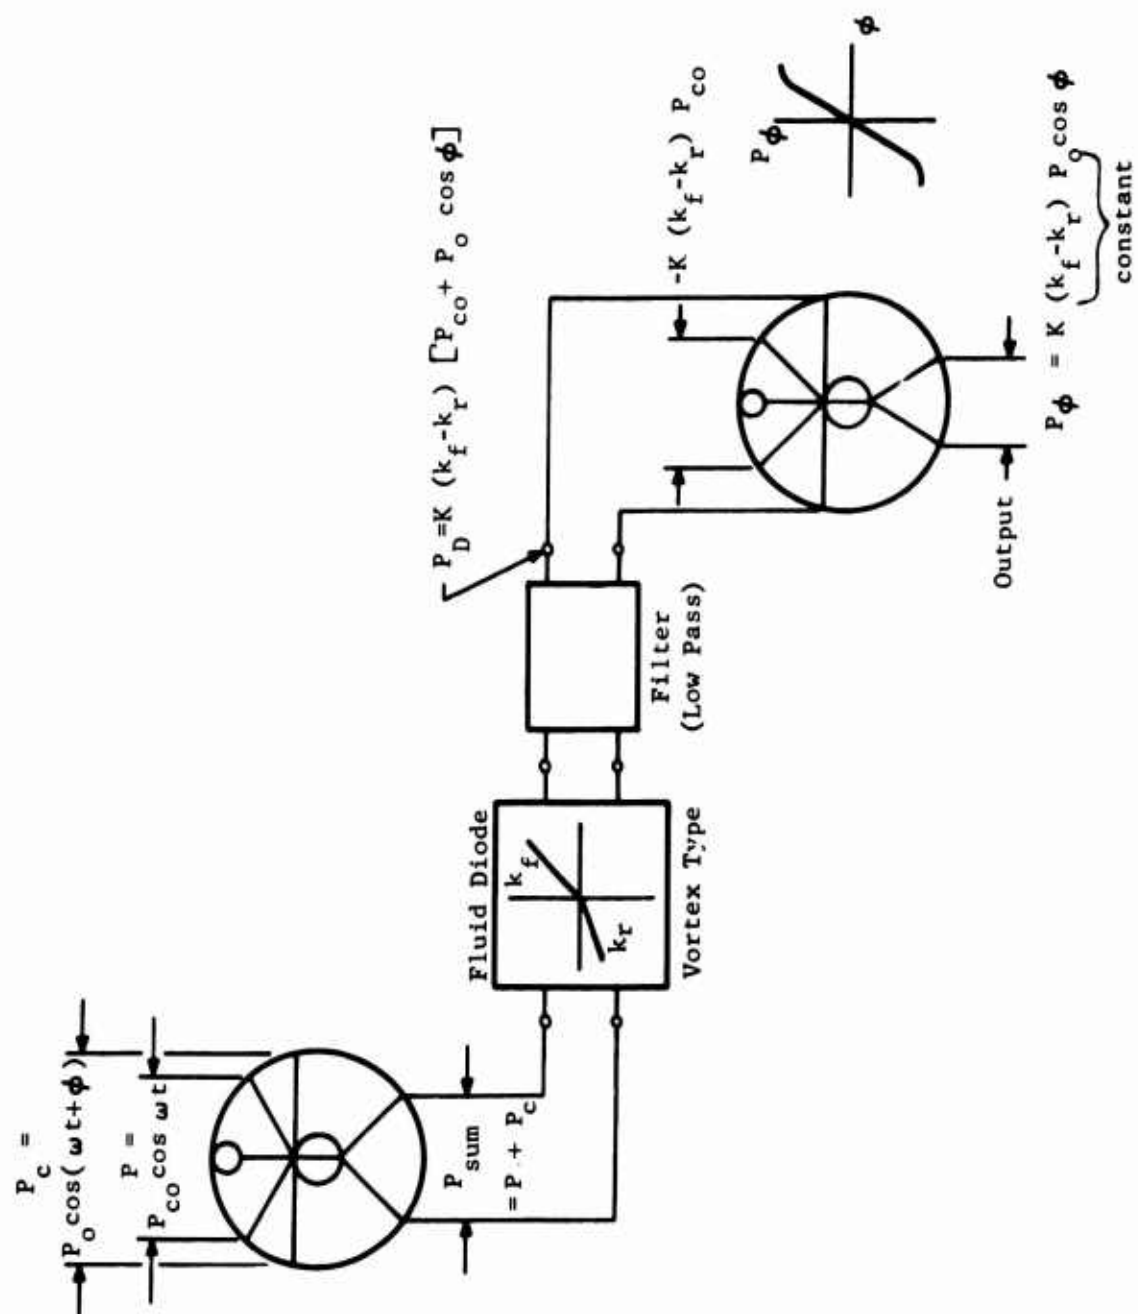 P_c =
P_o cos(ωt+ϕ)
P =
P_co cos ωt
P_sum
= P + P_c
Fluid Diode
k_f
k_r
Vortex Type
Filter
(Low Pass)
P_D = K (k_f-k_r) [P_co + P_o cos ϕ]
-K (k_f-k_r) P_co
P_ϕ
ϕ
Output
P_ϕ = K (k_f-k_r) P_o cos ϕ
constant